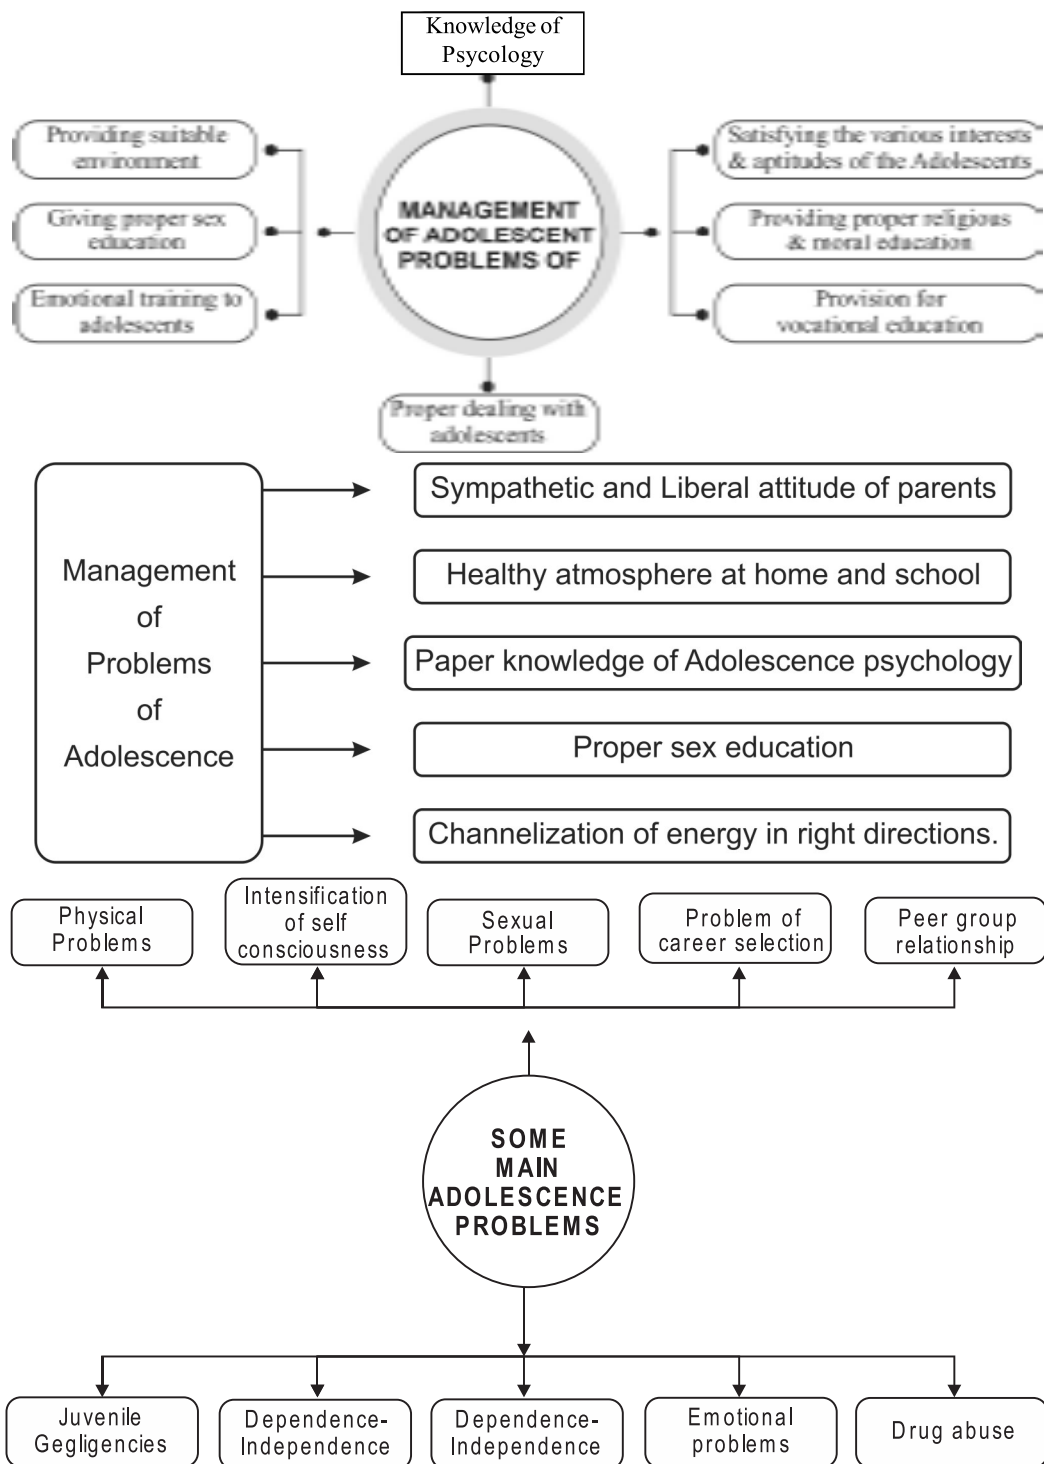 Knowledge of
Psycology
Providing suitable
environment
Giving proper sex
education
Emotional training to
adolescents
MANAGEMENT
OF ADOLESCENT
PROBLEMS OF
Satisfying the various interests
& aptitudes of the Adolescents
Providing proper religious
& moral education
Provision for
vocational education
Proper dealing with
adolescents
Management
of
Problems
of
Adolescence
Sympathetic and Liberal attitude of parents
Healthy atmosphere at home and school
Paper knowledge of Adolescence psychology
Proper sex education
Channelization of energy in right directions.
Physical
Problems
Intensification
of self
consciousness
Sexual
Problems
Problem of
career selection
Peer group
relationship
SOME
MAIN
ADOLESCENCE
PROBLEMS
Juvenile
Gegligencies
Dependence-
Independence
Dependence-
Independence
Emotional
problems
Drug abuse